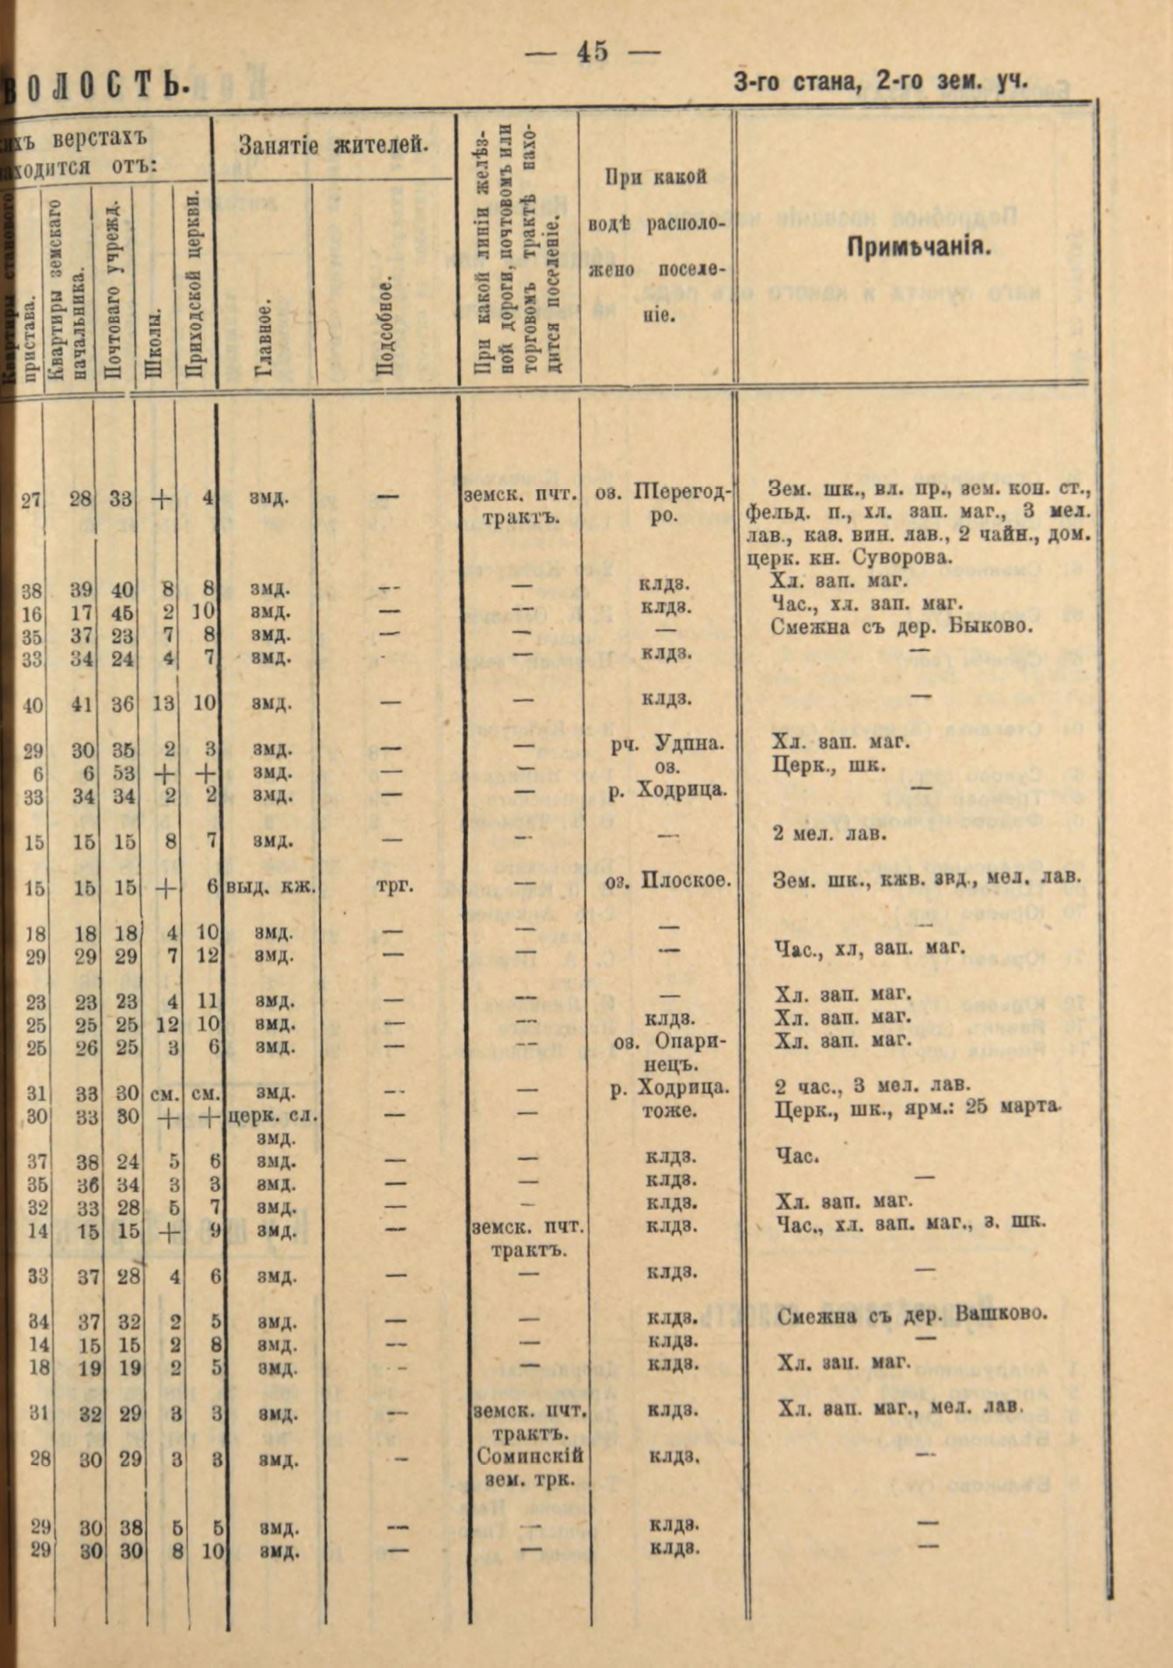 — 45 —
ВОЛОСТЬ. 3-го стана, 2-го зем. уч.
верстахъ
находится отъ:
Квартиры становаго пристава.
Квартиры земскаго начальника.
Почтоваго учрежд.
Школы.
Приходской церкви.
Занятіе жителей.
Главное.
Подсобное.
При какой линіи желѣз-
ной дороги, почтовомъ или
торговомъ трактѣ нахо-
дится поселеніе.
При какой
водѣ располо-
жено поселе-
ніе.
Примѣчанія.
27 28 33 + 4 змд. — земск. пчт. оз. Шерегод- Зем. шк., вл. пр., зем. кон. ст.,
трактъ. ро. фельд. п., хл. зап. маг., 3 мел.
лав., каз. вин. лав., 2 чайн., дом.
церк. кн. Суворова.
38 39 40 8 8 змд. — — клдз. Хл. зап. маг.
16 17 45 2 10 змд. — — клдз. Час., хл. зап. маг.
35 37 23 7 8 змд. — — — Смежна съ дер. Быково.
33 34 24 4 7 змд. - — клдз. —
40 41 36 13 10 змд. — — клдз. —
29 30 35 2 3 змд. — — рч. Удпна. Хл. зап. маг.
6 6 53 + + змд. — — оз. Церк., шк.
33 34 34 2 2 змд. — — р. Ходрица. —
15 15 15 8 7 змд. — — — 2 мел. лав.
15 15 15 + 6 выд. кж. трг. — оз. Плоское. Зем. шк., кжв. звд., мел. лав.
18 18 18 4 10 змд. — — — —
29 29 29 7 12 змд. — — — Час., хл, зап. маг.
23 23 23 4 11 змд. — — — Хл. зап. маг.
25 25 25 12 10 змд. — — клдз. Хл. зап. маг.
25 26 25 3 6 змд. — — оз. Опари- Хл. зап. маг.
нецъ.
31 33 30 см. см. змд. — — р. Ходрица. 2 час., 3 мел. лав.
30 33 30 + + церк. сл. — — тоже. Церк., шк., ярм.: 25 марта.
змд.
37 38 24 5 6 змд. — — клдз. Час.
35 36 34 3 3 змд. — — клдз. —
32 33 28 5 7 змд. — — клдз. Хл. зап. маг.
14 15 15 + 9 змд. — земск. пчт. клдз. Час., хл. зап. маг., з. шк.
трактъ.
33 37 28 4 6 змд. — — клдз. —
34 37 32 2 5 змд. — — клдз. Смежна съ дер. Вашково.
14 15 15 2 8 змд. — — клдз. —
18 19 19 2 5 змд. — — клдз. Хл. зап. маг.
31 32 29 3 3 змд. — земск. пчт. клдз. Хл. зап. маг., мел. лав.
трактъ.
28 30 29 3 3 змд. — Соминскій клдз. —
зем. трк.
29 30 38 5 5 змд. — — клдз. —
29 30 30 8 10 змд. — — клдз. —